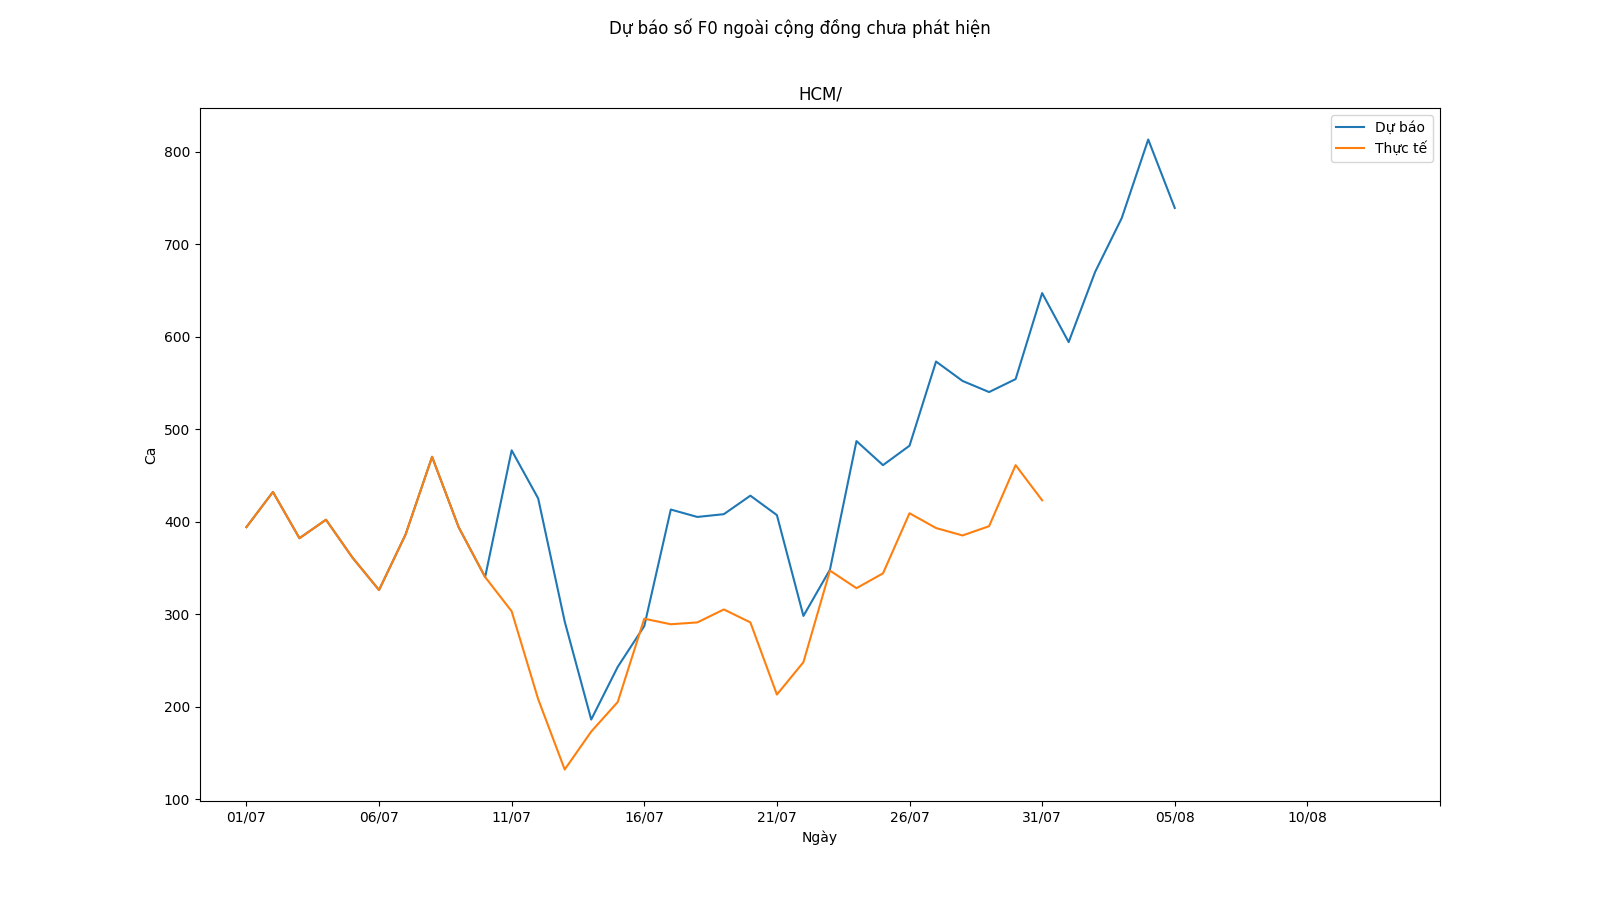 Dự báo số F0 ngoài cộng đồng chưa phát hiện
HCM/
Dự báo
Thực tế
800
700
600
500
400
300
200
100
Ca
01/07 06/07 11/07 16/07 21/07 26/07 31/07 05/08 10/08
Ngày